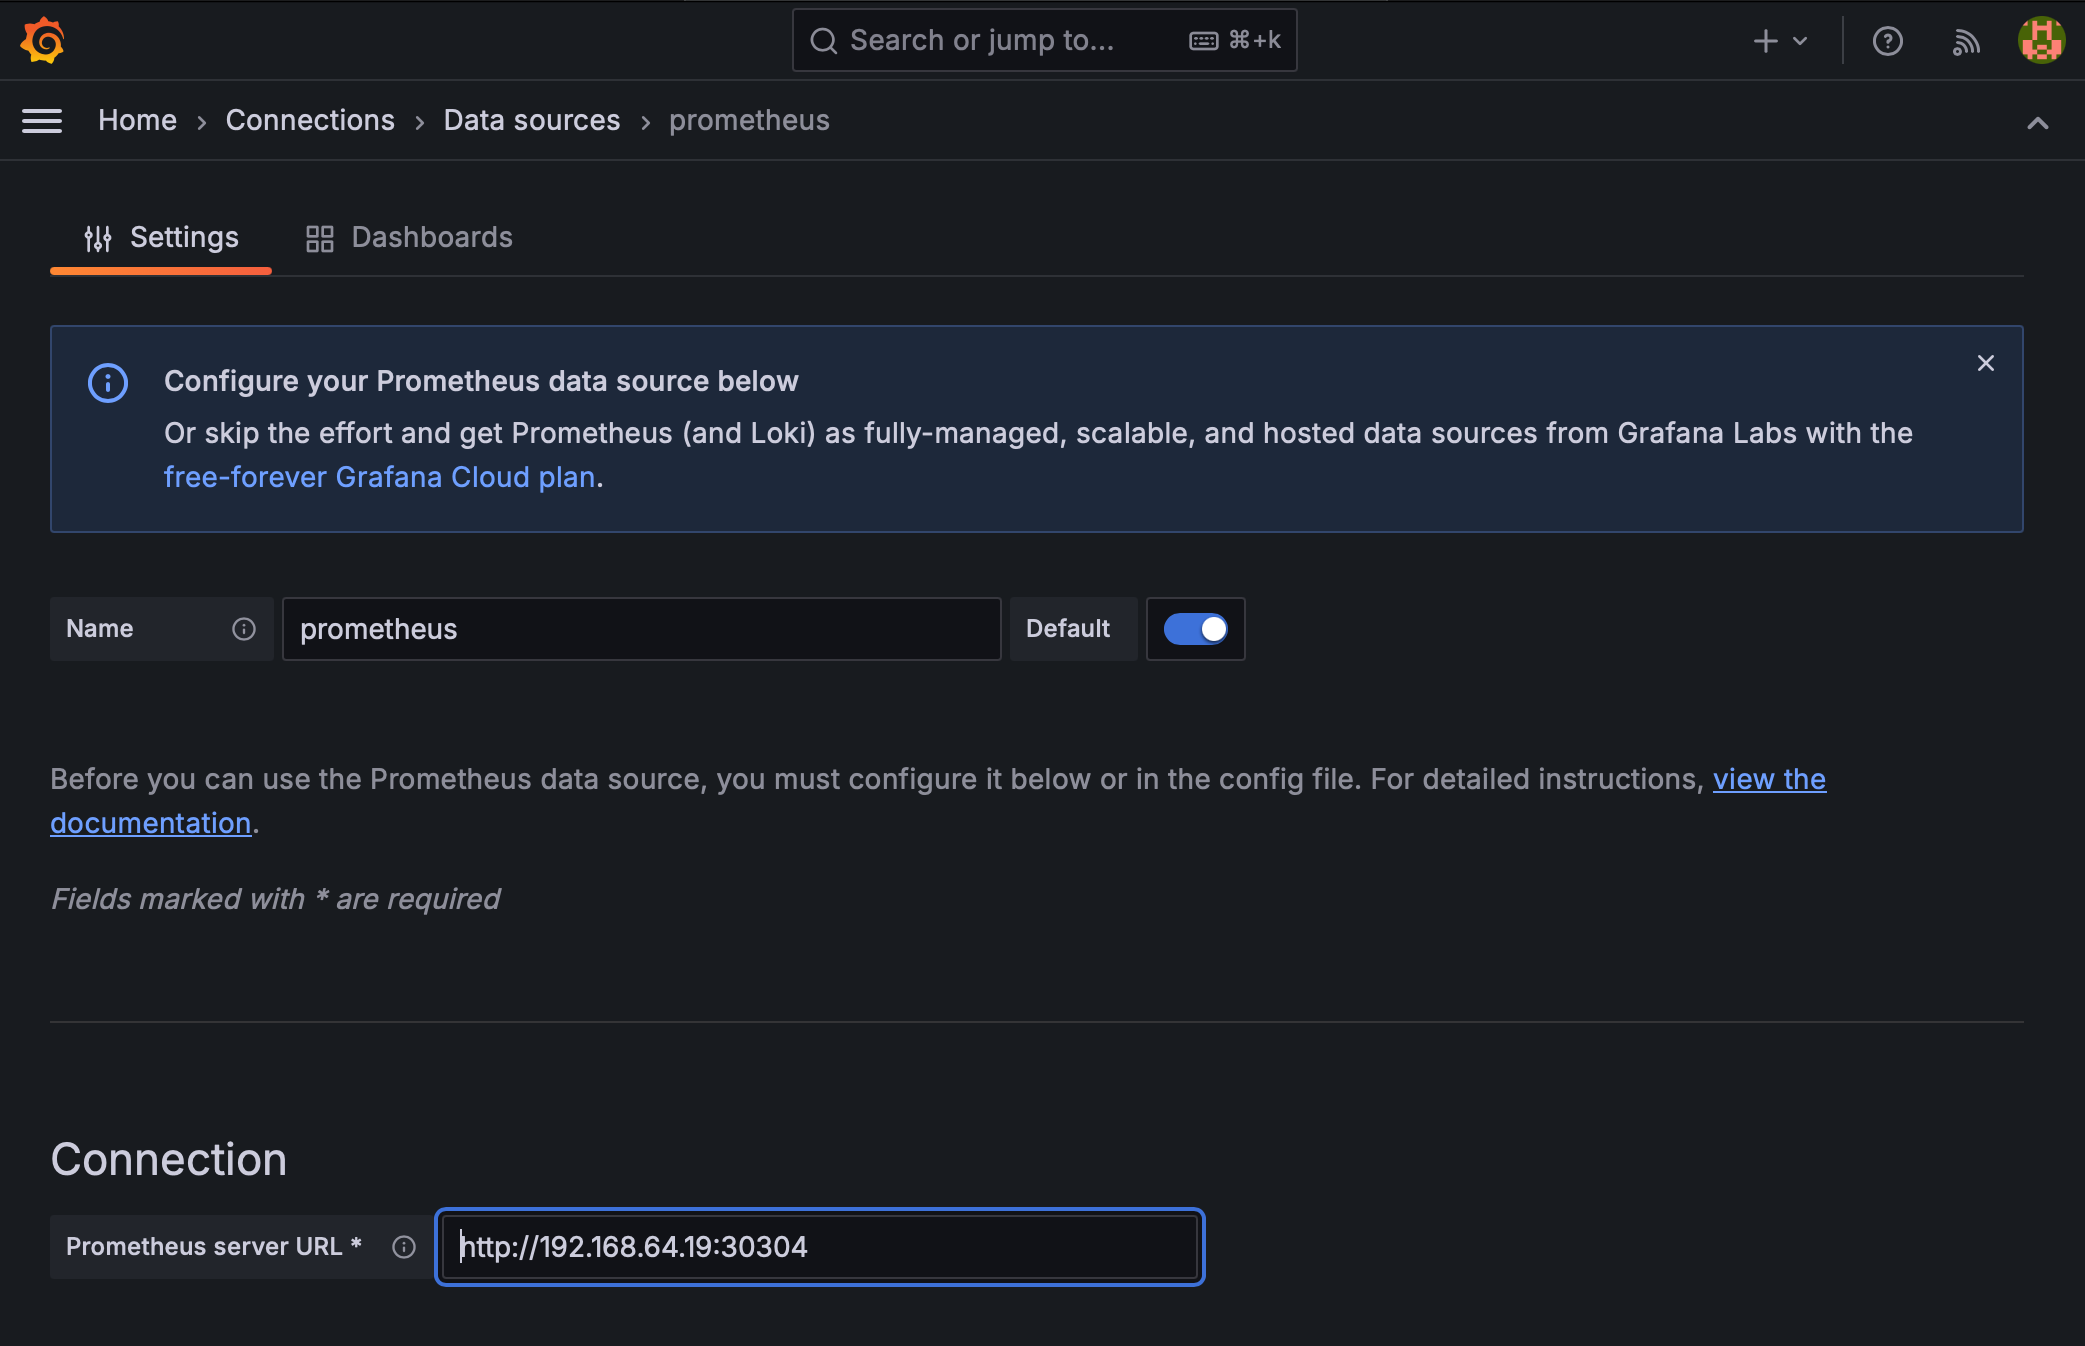 Search or jump to... ⌘+k
Home › Connections › Data sources › prometheus
Settings Dashboards
Configure your Prometheus data source below
Or skip the effort and get Prometheus (and Loki) as fully-managed, scalable, and hosted data sources from Grafana Labs with the
free-forever Grafana Cloud plan.
Name prometheus Default
Before you can use the Prometheus data source, you must configure it below or in the config file. For detailed instructions, view the
documentation.
Fields marked with * are required
Connection
Prometheus server URL * http://192.168.64.19:30304